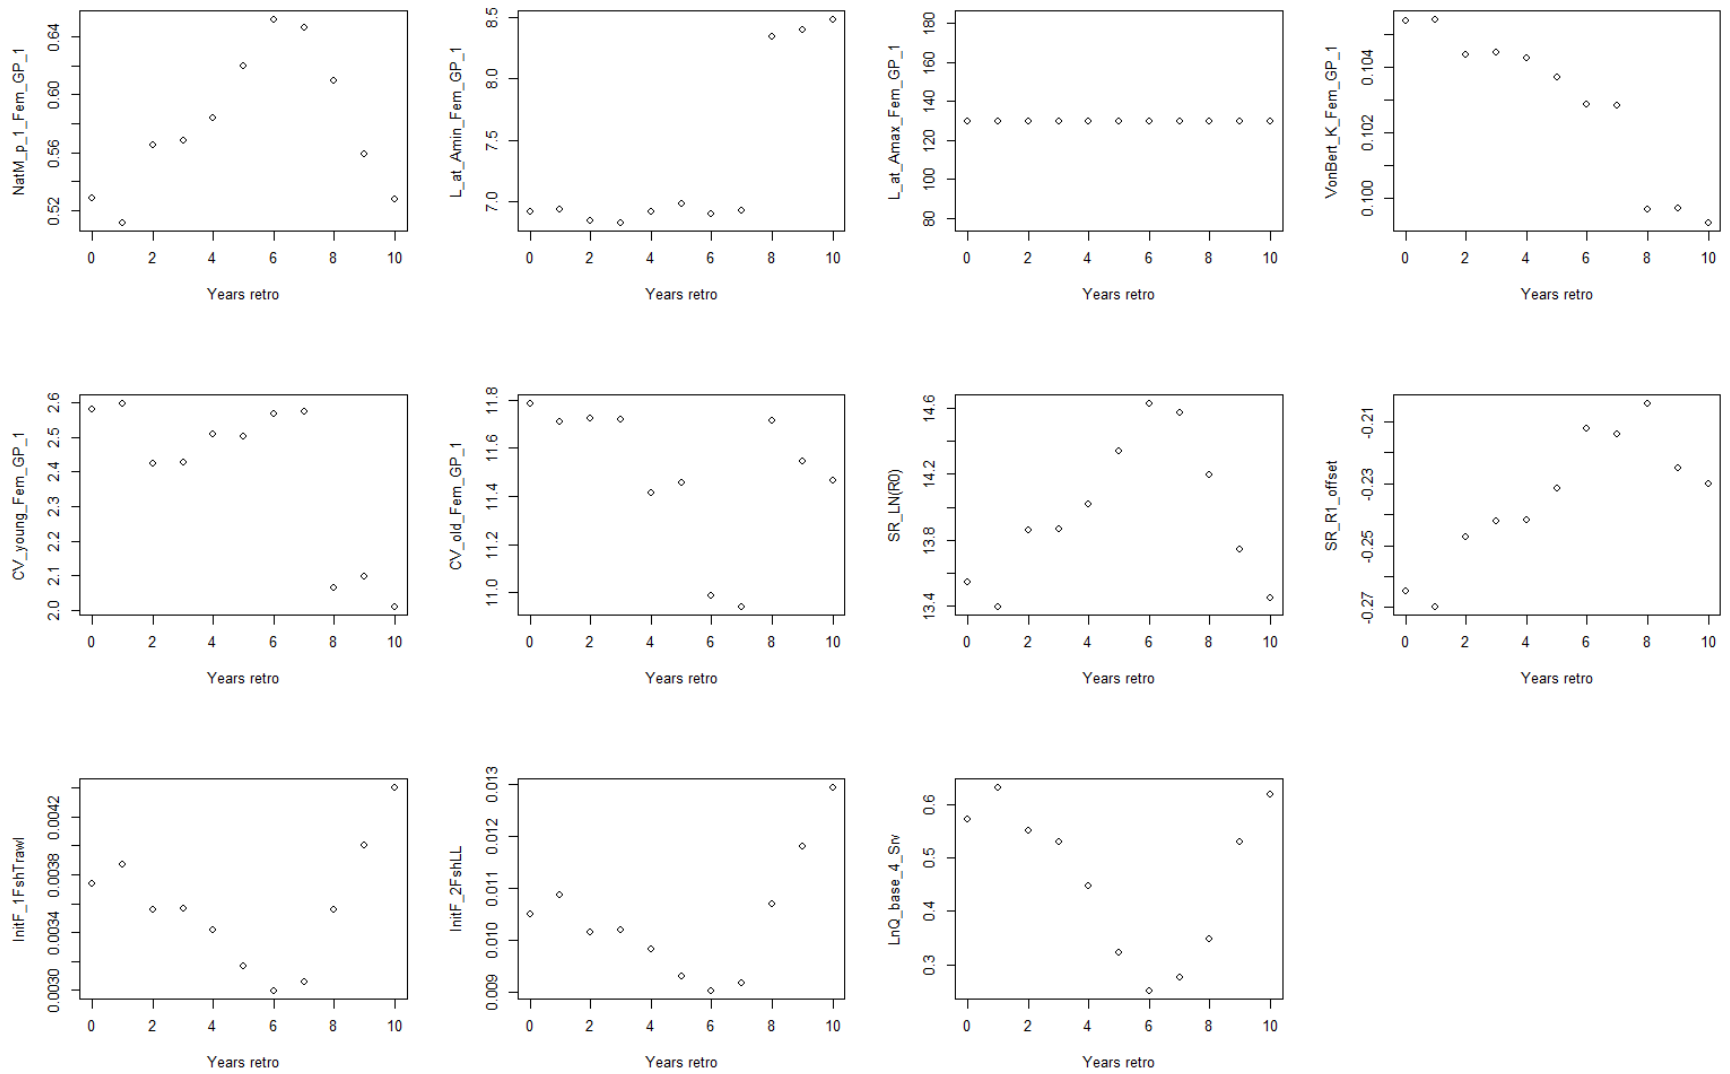 NatM_p_1_Fem_GP_1
0.52 0.56 0.60 0.64
0 2 4 6 8 10
Years retro
L_at_Amin_Fem_GP_1
7.0 7.5 8.0 8.5
0 2 4 6 8 10
Years retro
L_at_Amax_Fem_GP_1
80 100 120 140 160 180
0 2 4 6 8 10
Years retro
VonBert_K_Fem_GP_1
0.100 0.102 0.104
0 2 4 6 8 10
Years retro
CV_young_Fem_GP_1
2.0 2.1 2.2 2.3 2.4 2.5 2.6
0 2 4 6 8 10
Years retro
CV_old_Fem_GP_1
11.0 11.2 11.4 11.6 11.8
0 2 4 6 8 10
Years retro
SR_LN(R0)
13.4 13.8 14.2 14.6
0 2 4 6 8 10
Years retro
SR_R1_offset
-0.27 -0.25 -0.23 -0.21
0 2 4 6 8 10
Years retro
InitF_1FshTrawl
0.0030 0.0034 0.0038 0.0042
0 2 4 6 8 10
Years retro
InitF_2FshLL
0.009 0.010 0.011 0.012 0.013
0 2 4 6 8 10
Years retro
LnQ_base_4_Srv
0.3 0.4 0.5 0.6
0 2 4 6 8 10
Years retro